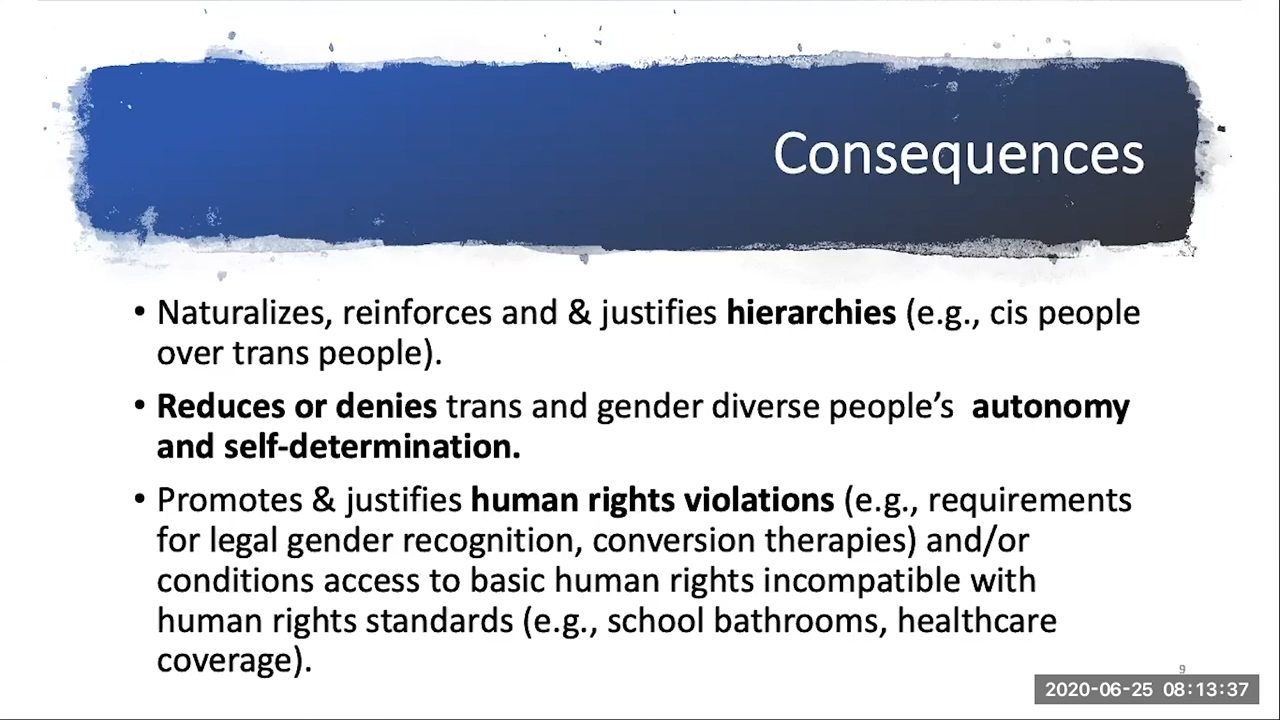 Consequences
• Naturalizes, reinforces and & justifies hierarchies (e.g., cis people
over trans people).
• Reduces or denies trans and gender diverse people’s  autonomy
and self-determination.
• Promotes & justifies human rights violations (e.g., requirements
for legal gender recognition, conversion therapies) and/or
conditions access to basic human rights incompatible with
human rights standards (e.g., school bathrooms, healthcare
coverage).
9
2020-06-25 08:13:37